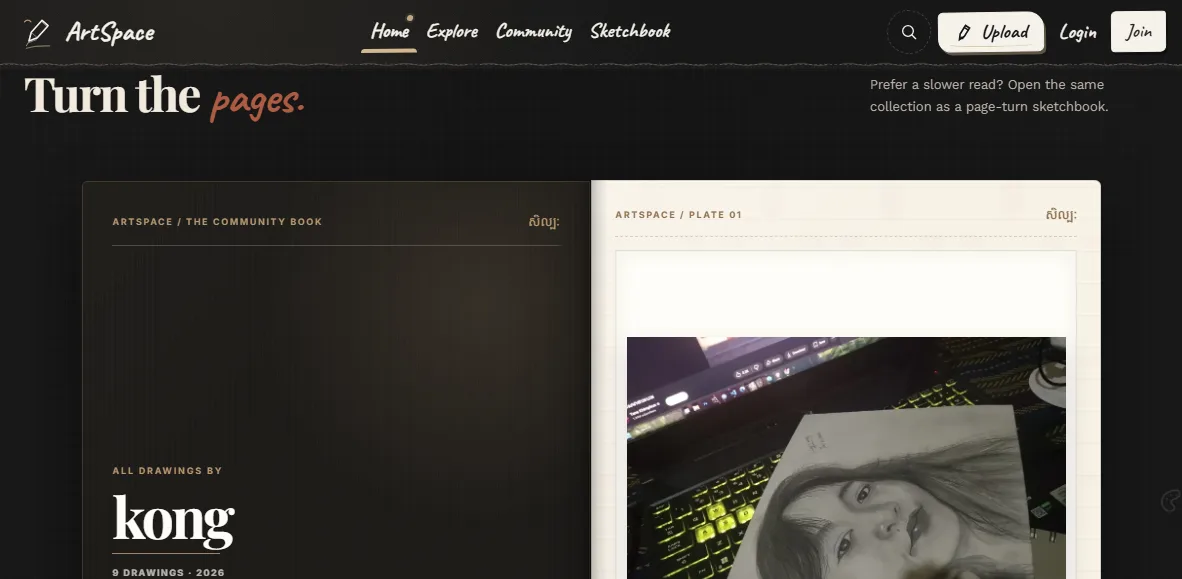 ArtSpace
Home Explore Community Sketchbook
Upload Login Join
Turn the pages.
Prefer a slower read? Open the same
collection as a page-turn sketchbook.
ARTSPACE / THE COMMUNITY BOOK
សិល្បៈ
ALL DRAWINGS BY
kong
9 DRAWINGS · 2026
ARTSPACE / PLATE 01
សិល្បៈ